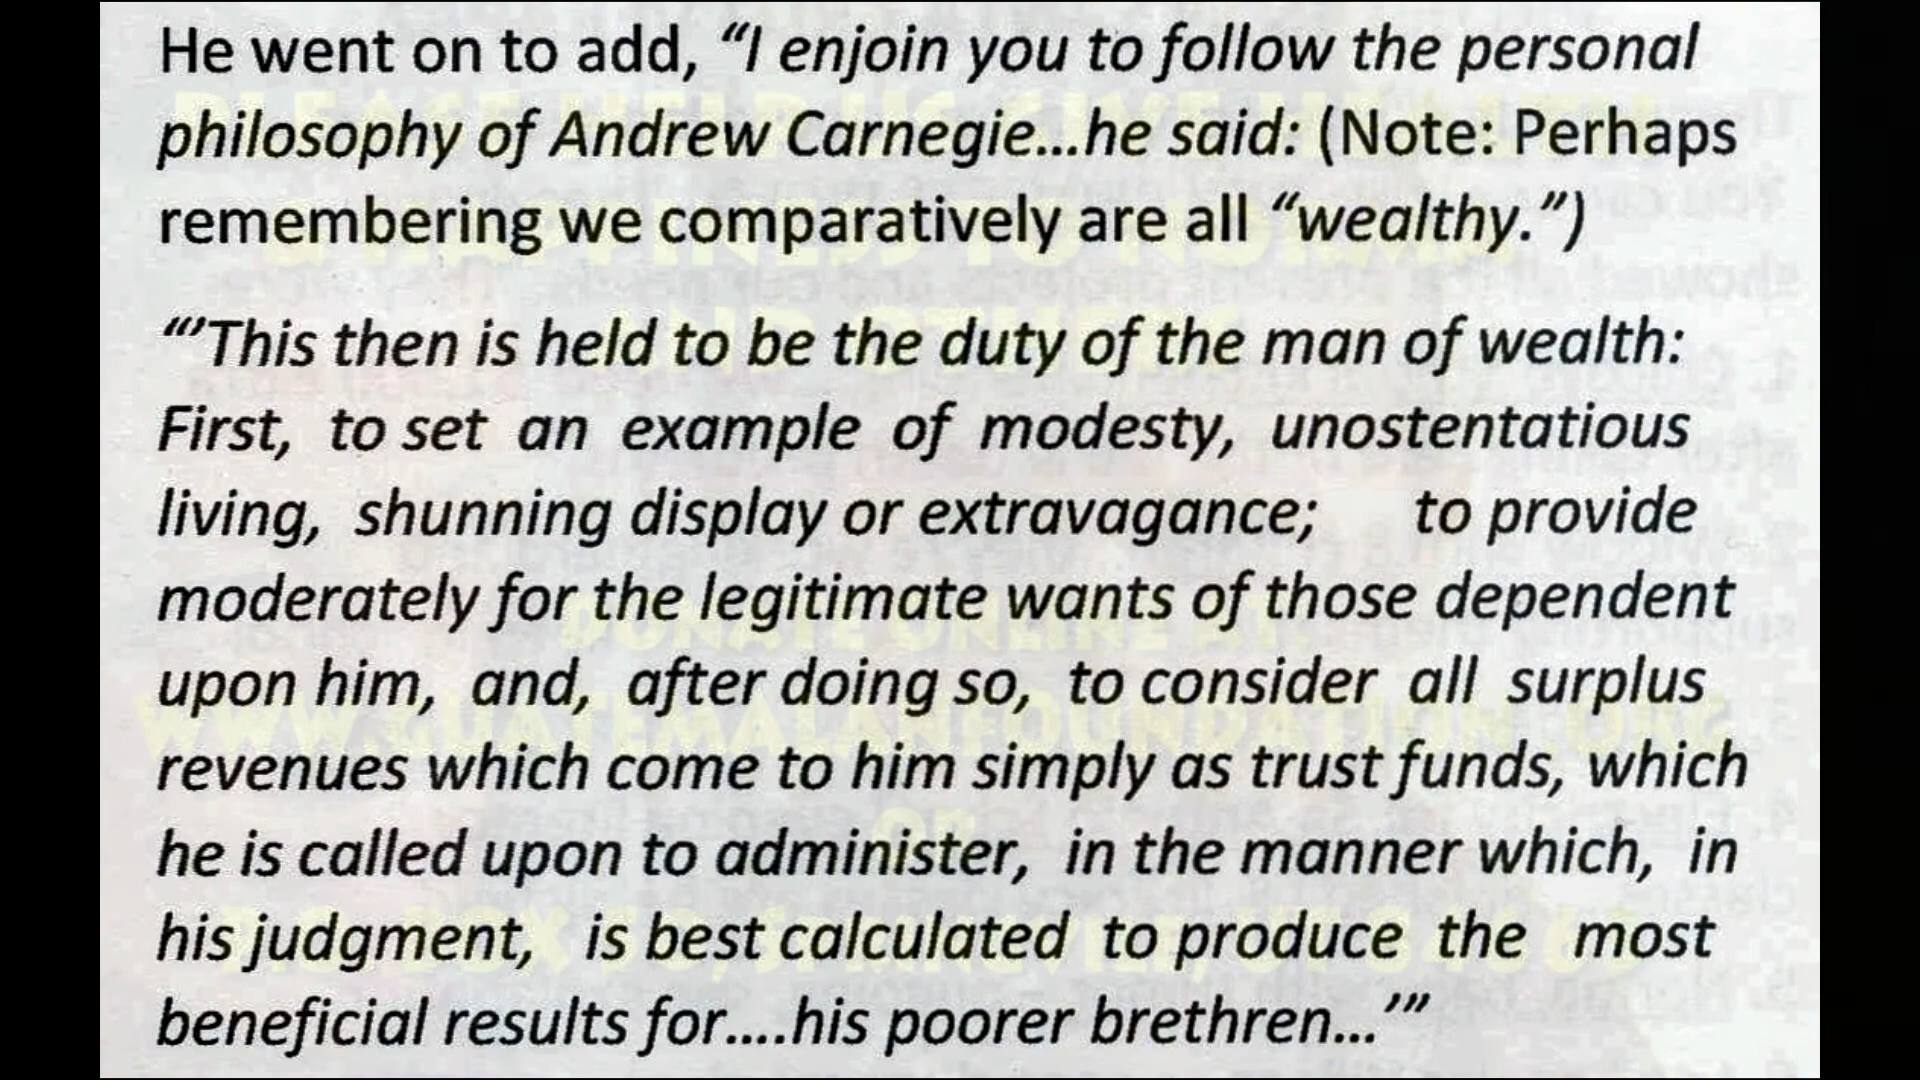 He went on to add, “I enjoin you to follow the personal
philosophy of Andrew Carnegie...he said: (Note: Perhaps
remembering we comparatively are all “wealthy.”)
“’This then is held to be the duty of the man of wealth:
First, to set an example of modesty, unostentatious
living, shunning display or extravagance; to provide
moderately for the legitimate wants of those dependent
upon him, and, after doing so, to consider all surplus
revenues which come to him simply as trust funds, which
he is called upon to administer, in the manner which, in
his judgment, is best calculated to produce the most
beneficial results for....his poorer brethren...’”